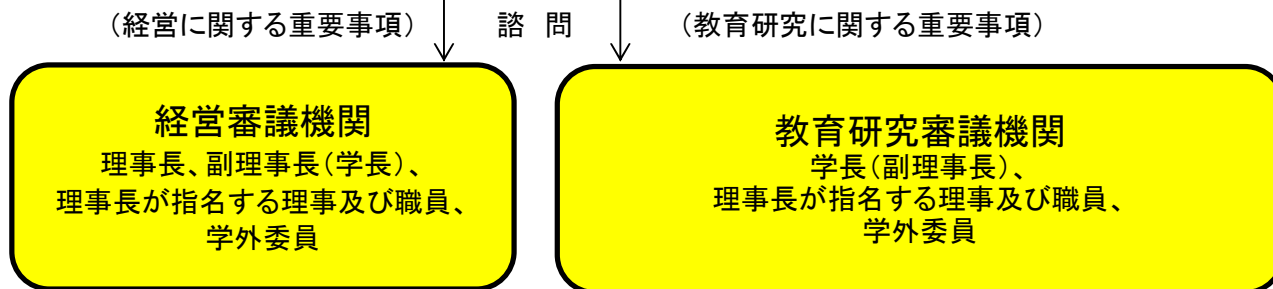 （経営に関する重要事項） 諮 問 （教育研究に関する重要事項）
経営審議機関
理事長、副理事長（学長）、
理事長が指名する理事及び職員、
学外委員
教育研究審議機関
学長（副理事長）、
理事長が指名する理事及び職員、
学外委員